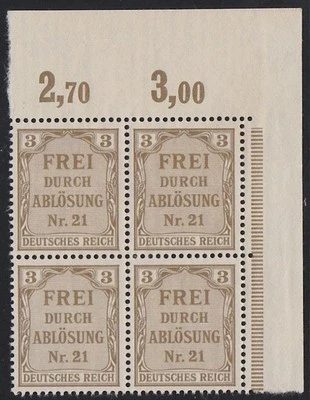 2,70 3,00
3 3 3 3
FREI FREI
DURCH DURCH
ABLÖSUNG ABLÖSUNG
Nr. 21 Nr. 21
DEUTSCHES REICH DEUTSCHES REICH
3 3 3 3
FREI FREI
DURCH DURCH
ABLÖSUNG ABLÖSUNG
Nr. 21 Nr. 21
DEUTSCHES REICH DEUTSCHES REICH